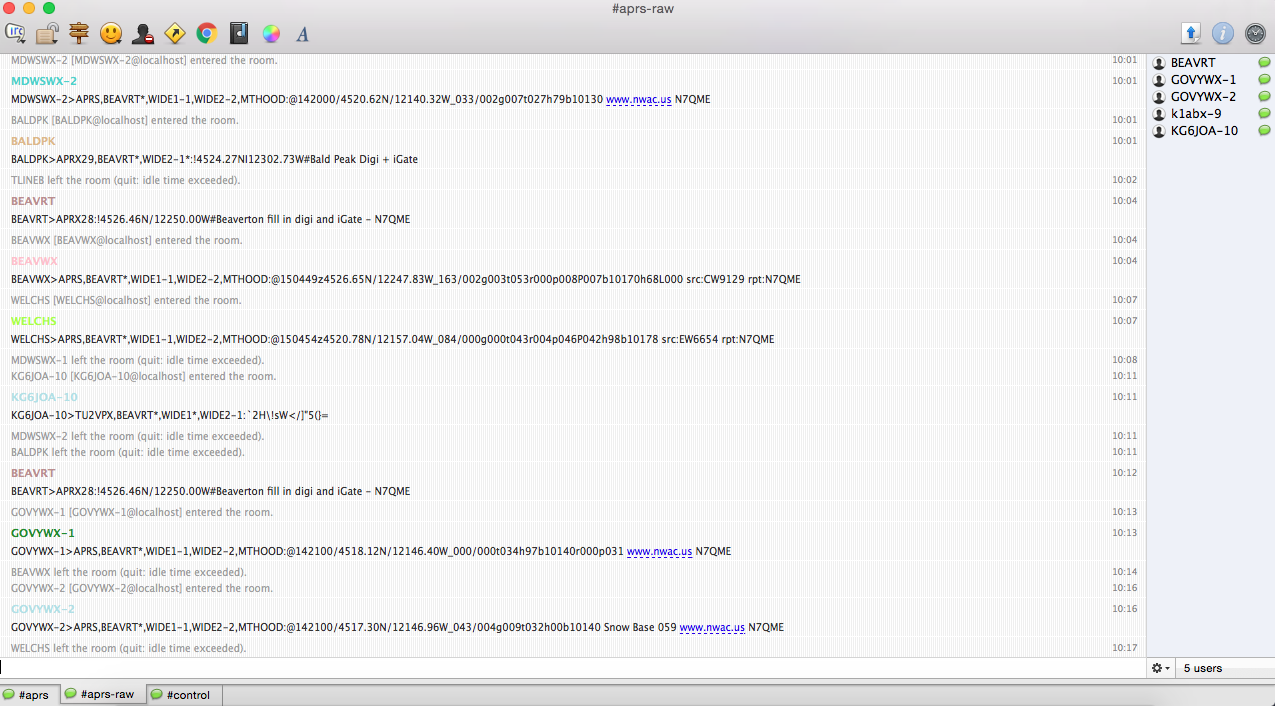 #aprs-raw
irc
MDWSWX-2 [MDWSWX-2@localhost] entered the room. 10:01
MDWSWX-2 10:01
MDWSWX-2>APRS,BEAVRT*,WIDE1-1,WIDE2-2,MTHOOD:@142000/4520.62N/12140.32W_033/002g007t027h79b10130 www.nwac.us N7QME
BALDPK [BALDPK@localhost] entered the room. 10:01
BALDPK 10:01
BALDPK>APRX29,BEAVRT*,WIDE2-1*:!4524.27NI12302.73W#Bald Peak Digi + iGate
TLINEB left the room (quit: idle time exceeded). 10:02
BEAVRT 10:04
BEAVRT>APRX28:!4526.46N/12250.00W#Beaverton fill in digi and iGate - N7QME
BEAVWX [BEAVWX@localhost] entered the room. 10:04
BEAVWX 10:04
BEAVWX>APRS,BEAVRT*,WIDE1-1,WIDE2-2,MTHOOD:@150449z4526.65N/12247.83W_163/002g003t053r000p008P007b10170h68L000 src:CW9129 rpt:N7QME
WELCHS [WELCHS@localhost] entered the room. 10:07
WELCHS 10:07
WELCHS>APRS,BEAVRT*,WIDE1-1,WIDE2-2,MTHOOD:@150454z4520.78N/12157.04W_084/000g000t043r004p046P042h98b10178 src:EW6654 rpt:N7QME
MDWSWX-1 left the room (quit: idle time exceeded). 10:08
KG6JOA-10 [KG6JOA-10@localhost] entered the room. 10:11
KG6JOA-10 10:11
KG6JOA-10>TU2VPX,BEAVRT*,WIDE1*,WIDE2-1:`2H\!sW</]"5(}=
MDWSWX-2 left the room (quit: idle time exceeded). 10:11
BALDPK left the room (quit: idle time exceeded). 10:11
BEAVRT 10:12
BEAVRT>APRX28:!4526.46N/12250.00W#Beaverton fill in digi and iGate - N7QME
GOVYWX-1 [GOVYWX-1@localhost] entered the room. 10:13
GOVYWX-1 10:13
GOVYWX-1>APRS,BEAVRT*,WIDE1-1,WIDE2-2,MTHOOD:@142100/4518.12N/12146.40W_000/000t034h97b10140r000p031 www.nwac.us N7QME
BEAVWX left the room (quit: idle time exceeded). 10:14
GOVYWX-2 [GOVYWX-2@localhost] entered the room. 10:16
GOVYWX-2 10:16
GOVYWX-2>APRS,BEAVRT*,WIDE1-1,WIDE2-2,MTHOOD:@142100/4517.30N/12146.96W_043/004g009t032h00b10140 Snow Base 059 www.nwac.us N7QME
WELCHS left the room (quit: idle time exceeded). 10:17
BEAVRT
GOVYWX-1
GOVYWX-2
k1abx-9
KG6JOA-10
5 users
#aprs
#aprs-raw
#control